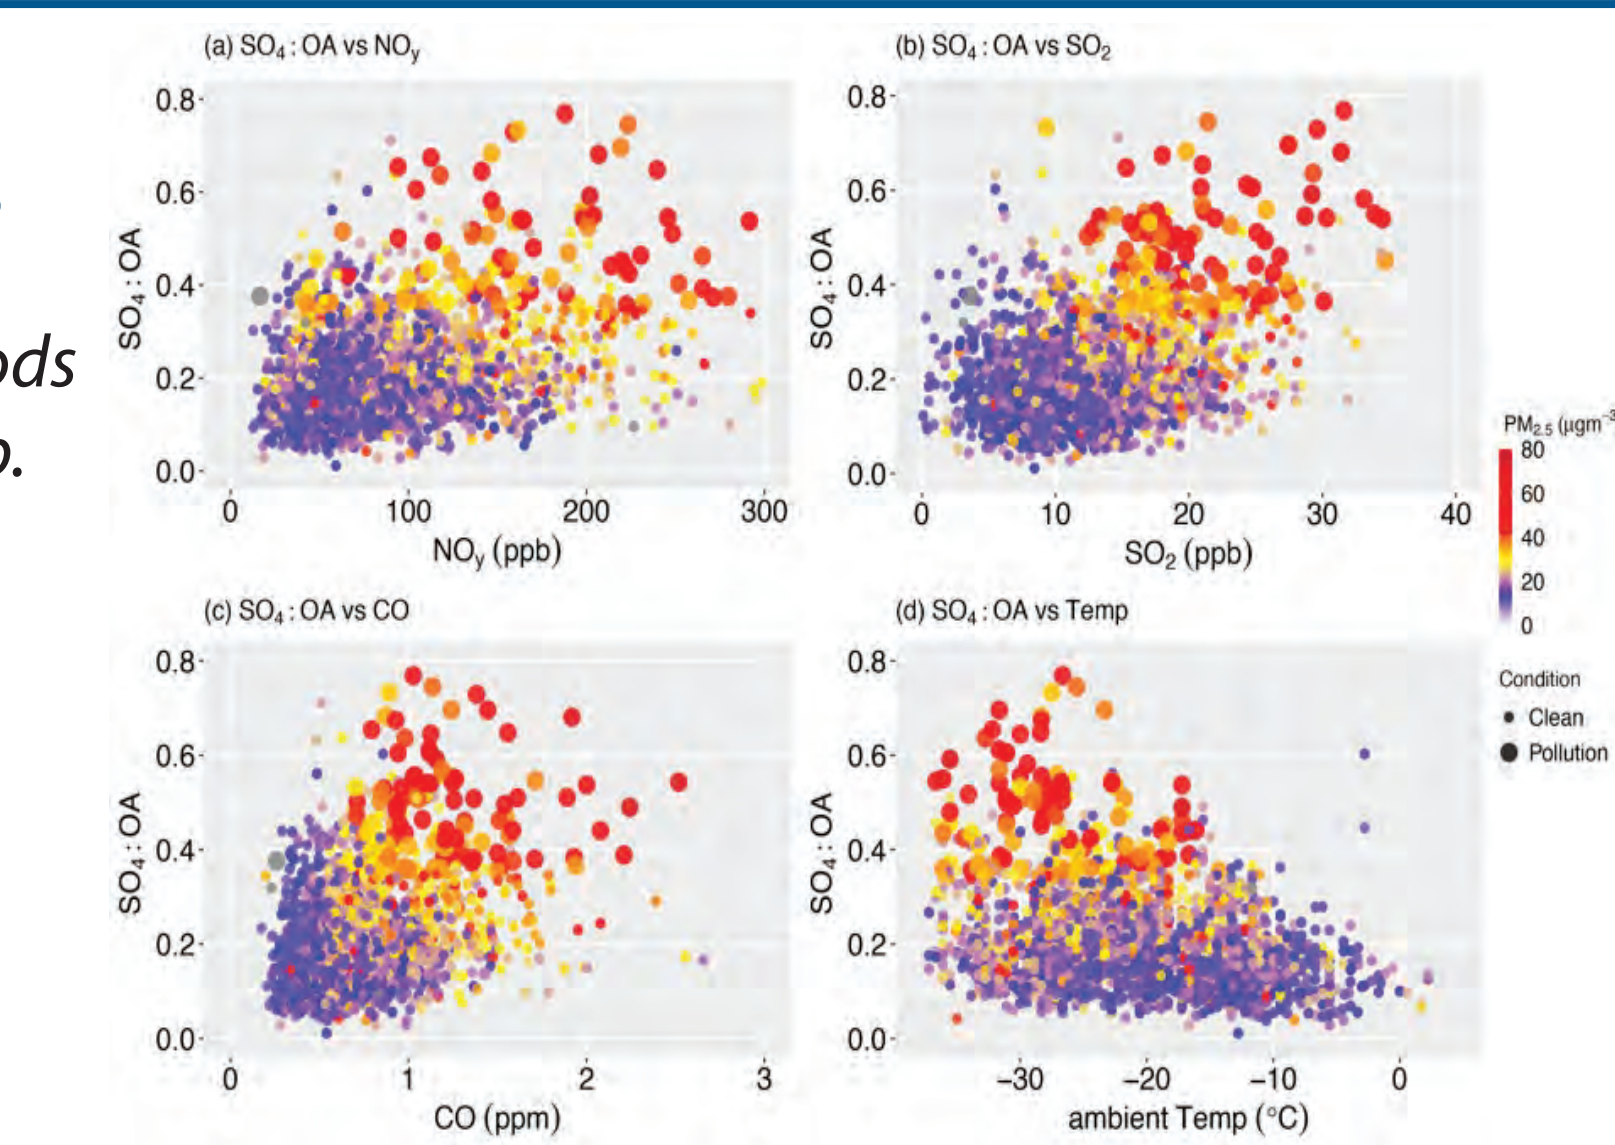 (a) SO₄ : OA vs NOᵧ
(b) SO₄ : OA vs SO₂
0.8
0.6
0.4
0.2
0.0
SO₄ : OA
0 100 200 300
NOᵧ (ppb)
0.8
0.6
0.4
0.2
0.0
SO₄ : OA
0 10 20 30 40
SO₂ (ppb)
(c) SO₄ : OA vs CO
(d) SO₄ : OA vs Temp
0.8
0.6
0.4
0.2
0.0
SO₄ : OA
0 1 2 3
CO (ppm)
0.8
0.6
0.4
0.2
0.0
SO₄ : OA
−30 −20 −10 0
ambient Temp (°C)
PM₂.₅ (µgm⁻³
80
60
40
20
0
Condition
Clean
Pollution